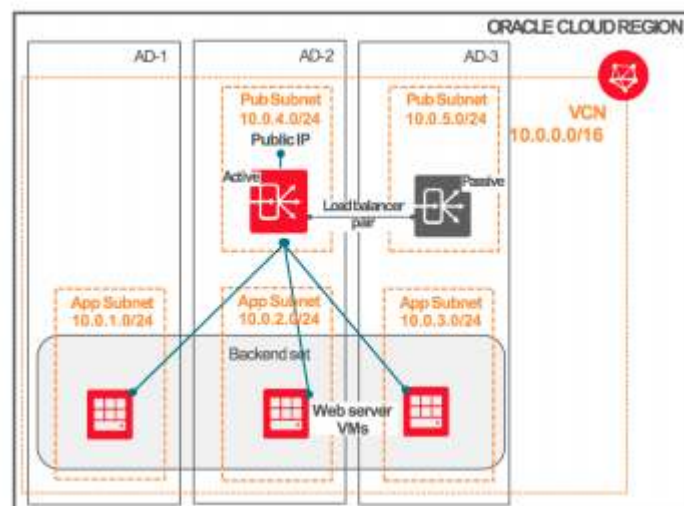 ORACLE CLOUD REGION
AD-1
AD-2
AD-3
Pub Subnet
10.0.4.0/24
Pub Subnet
10.0.5.0/24
VCN
10.0.0.0/16
Public IP
Active
Passive
Load balancer
pair
App Subnet
10.0.1.0/24
App Subnet
10.0.2.0/24
App Subnet
10.0.3.0/24
Backend set
Web server
VMs